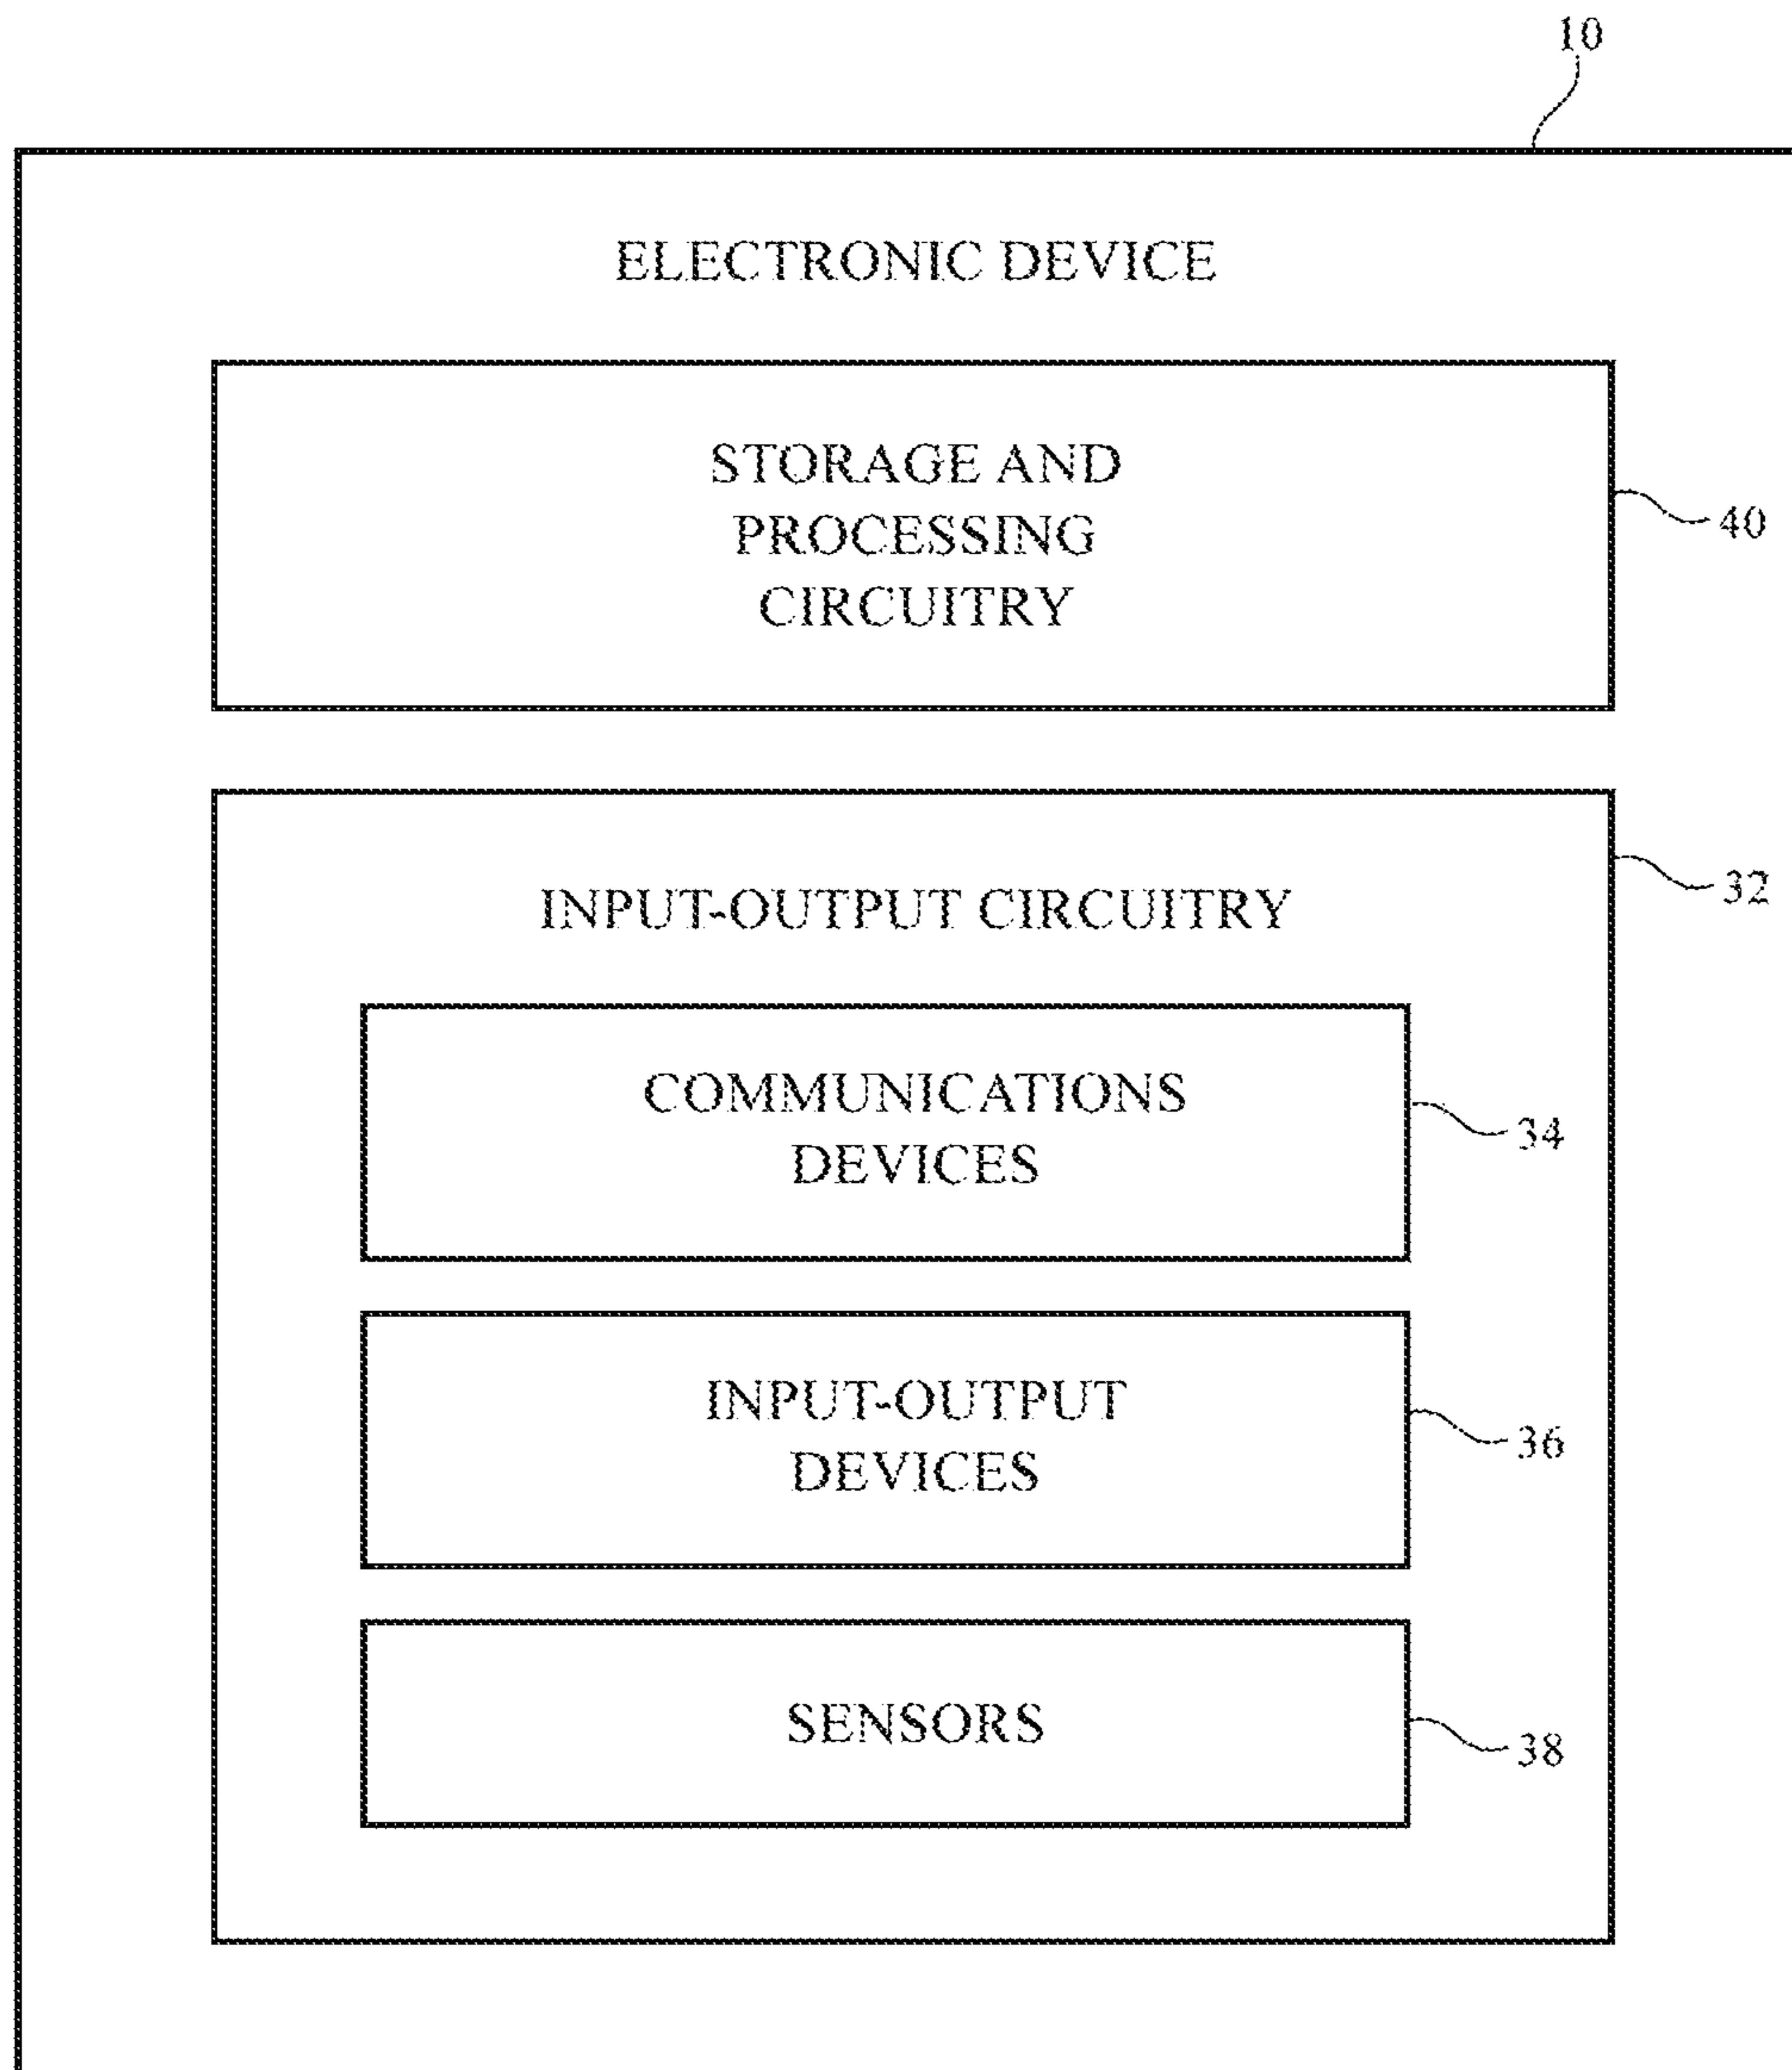 10
ELECTRONIC DEVICE
STORAGE AND
PROCESSING
CIRCUITRY
40
INPUT-OUTPUT CIRCUITRY
32
COMMUNICATIONS
DEVICES
34
INPUT-OUTPUT
DEVICES
36
SENSORS
38